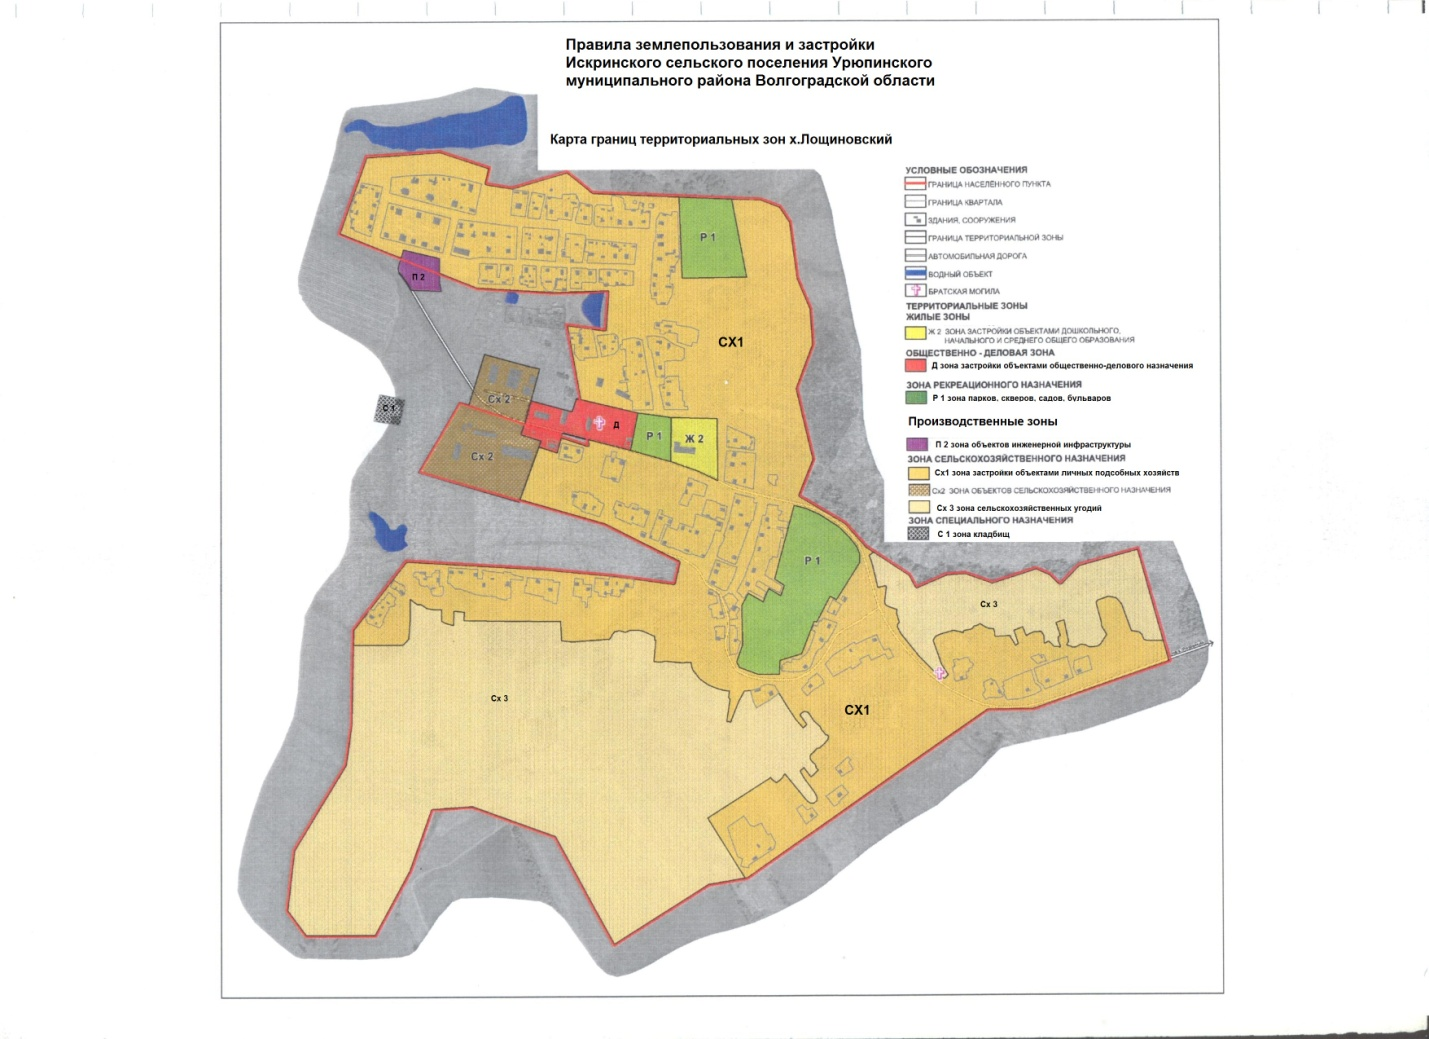 Правила землепользования и застройки
Искринского сельского поселения Урюпинского
муниципального района Волгоградской области
Карта границ территориальных зон х.Лощиновский
УСЛОВНЫЕ ОБОЗНАЧЕНИЯ
ГРАНИЦА НАСЕЛЁННОГО ПУНКТА
ГРАНИЦА КВАРТАЛА
ЗДАНИЯ, СООРУЖЕНИЯ
ГРАНИЦА ТЕРРИТОРИАЛЬНОЙ ЗОНЫ
АВТОМОБИЛЬНАЯ ДОРОГА
ВОДНЫЙ ОБЪЕКТ
БРАТСКАЯ МОГИЛА
ТЕРРИТОРИАЛЬНЫЕ ЗОНЫ
ЖИЛЫЕ ЗОНЫ
Ж 2 ЗОНА ЗАСТРОЙКИ ОБЪЕКТАМИ ДОШКОЛЬНОГО,
НАЧАЛЬНОГО И СРЕДНЕГО ОБЩЕГО ОБРАЗОВАНИЯ
ОБЩЕСТВЕННО - ДЕЛОВАЯ ЗОНА
Д зона застройки объектами общественно-делового назначения
ЗОНА РЕКРЕАЦИОННОГО НАЗНАЧЕНИЯ
Р 1 зона парков, скверов, садов, бульваров
Производственные зоны
П 2 зона объектов инженерной инфраструктуры
ЗОНА СЕЛЬСКОХОЗЯЙСТВЕННОГО НАЗНАЧЕНИЯ
Сх1 зона застройки объектами личных подсобных хозяйств
Сх2 ЗОНА ОБЪЕКТОВ СЕЛЬСКОХОЗЯЙСТВЕННОГО НАЗНАЧЕНИЯ
Сх 3 зона сельскохозяйственных угодий
ЗОНА СПЕЦИАЛЬНОГО НАЗНАЧЕНИЯ
С 1 зона кладбищ
Р 1
П 2
СХ1
Сх 2
С 1
Д
Р 1
Ж 2
Сх 2
Р 1
Сх 3
Сх 3
СХ1